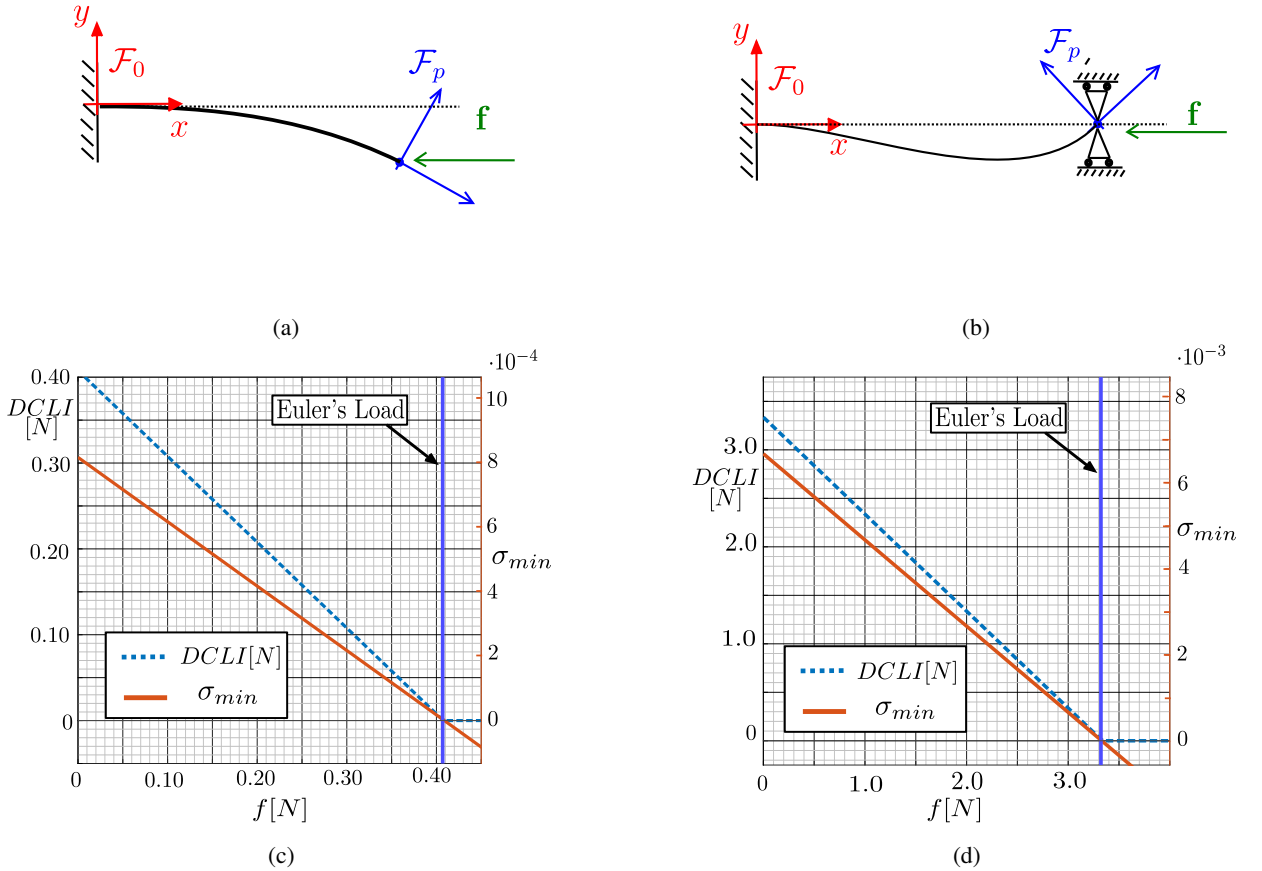 y
F₀
x
F_p
f
(a)
y
F₀
x
F_p
f
(b)
·10⁻⁴
0.40
DCLI
[N]
0.30
0.20
0.10
0
10
8
6
4
2
0
σ_min
Euler's Load
DCLI[N]
σ_min
0 0.10 0.20 0.30 0.40
f[N]
(c)
·10⁻³
3.0
DCLI
[N]
2.0
1.0
0
8
6
4
2
0
σ_min
Euler's Load
DCLI[N]
σ_min
0 1.0 2.0 3.0
f[N]
(d)